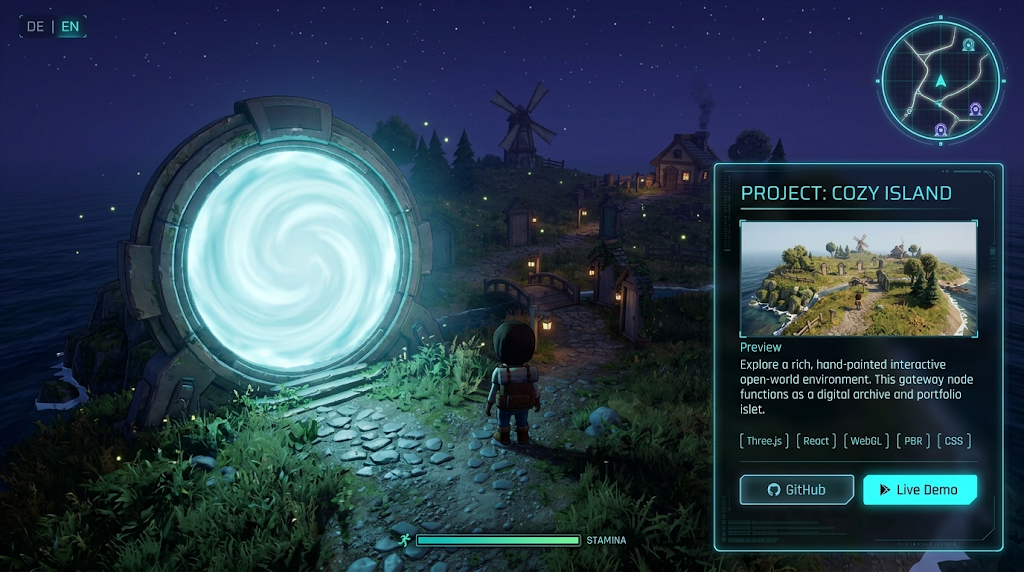 DE | EN
PROJECT: COZY ISLAND
Preview
Explore a rich, hand-painted interactive
open-world environment. This gateway node
functions as a digital archive and portfolio
islet.
[ Three.js ] [ React ] [ WebGL ] [ PBR ] [ CSS ]
GitHub
Live Demo
STAMINA